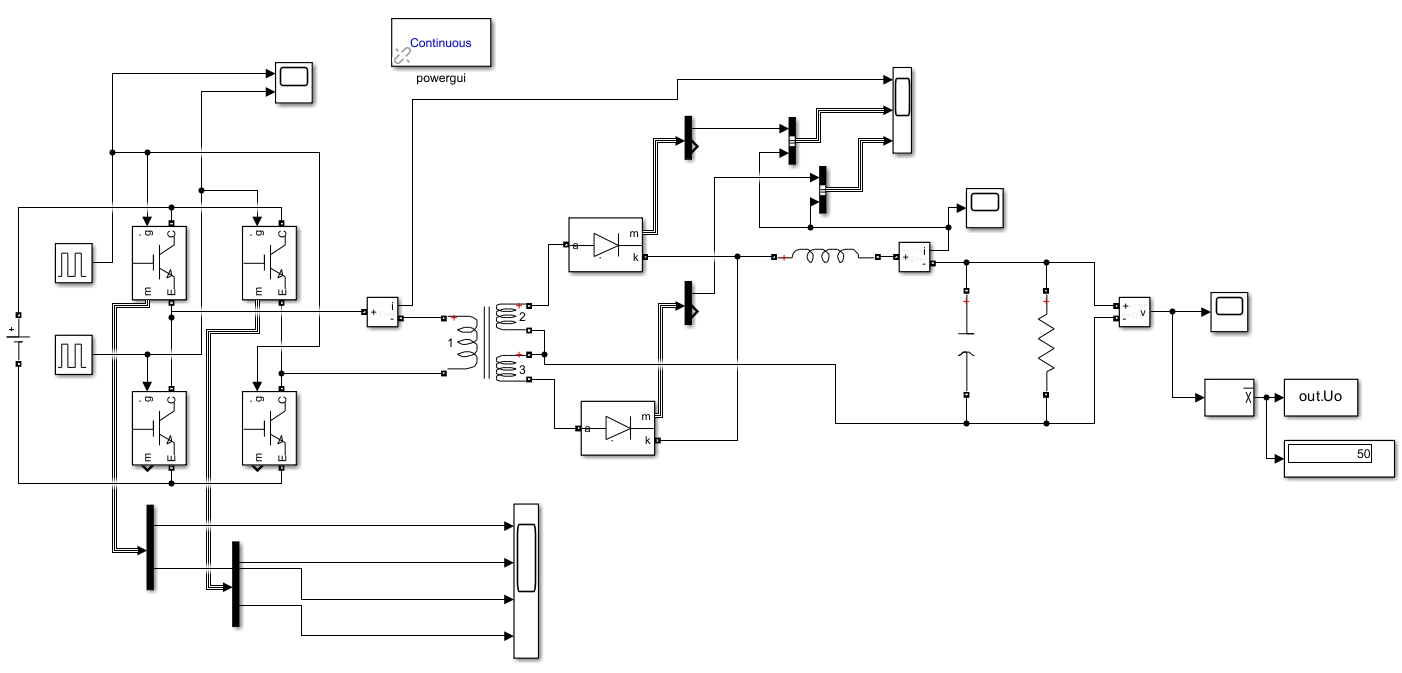 Continuous
powergui
g
C
g
C
m
E
m
E
+
i
+
-
1
+
2
+
3
a
m
k
a
m
k
+
+
i
-
+
+
+
-
v
g
C
g
C
m
E
m
E
x
out.Uo
50